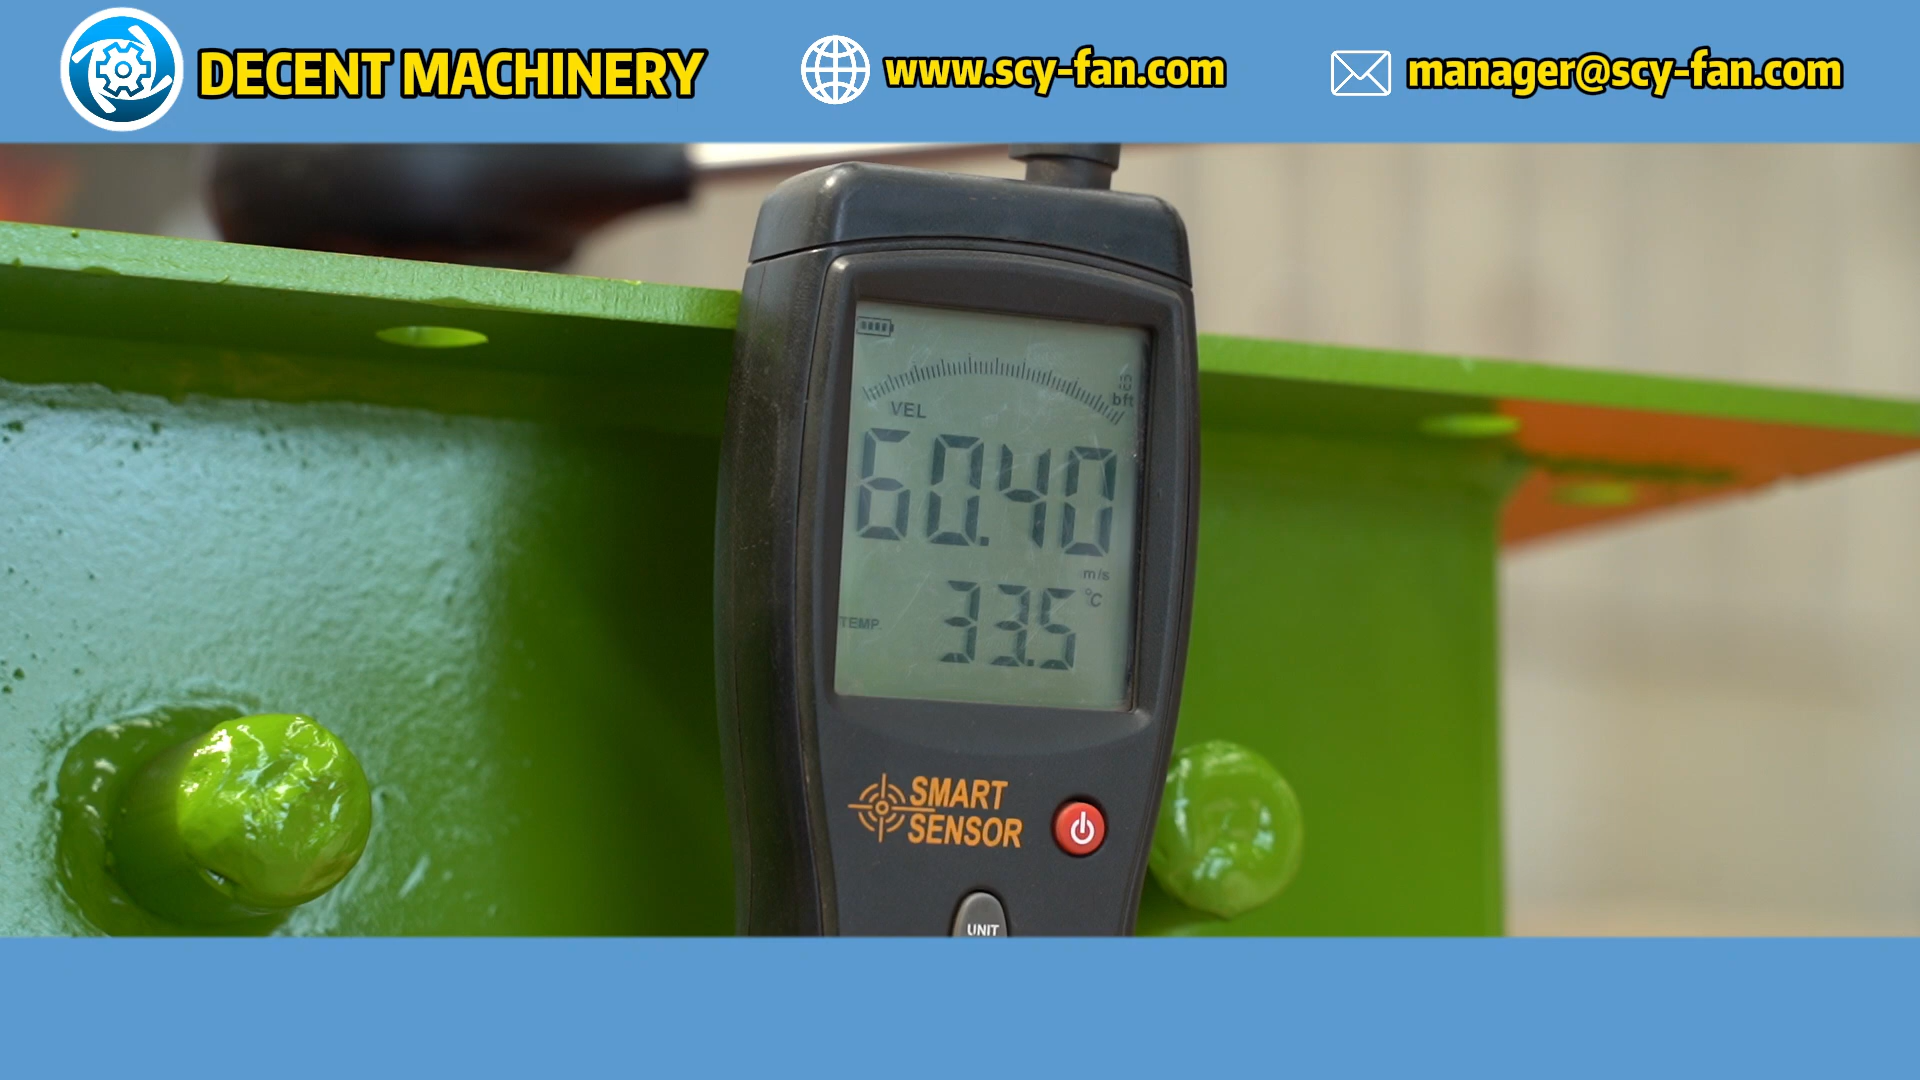 DECENT MACHINERY
www.scy-fan.com
manager@scy-fan.com
bft
VEL
60.40
m/s
TEMP.
33.5
°C
SMART
SENSOR
UNIT